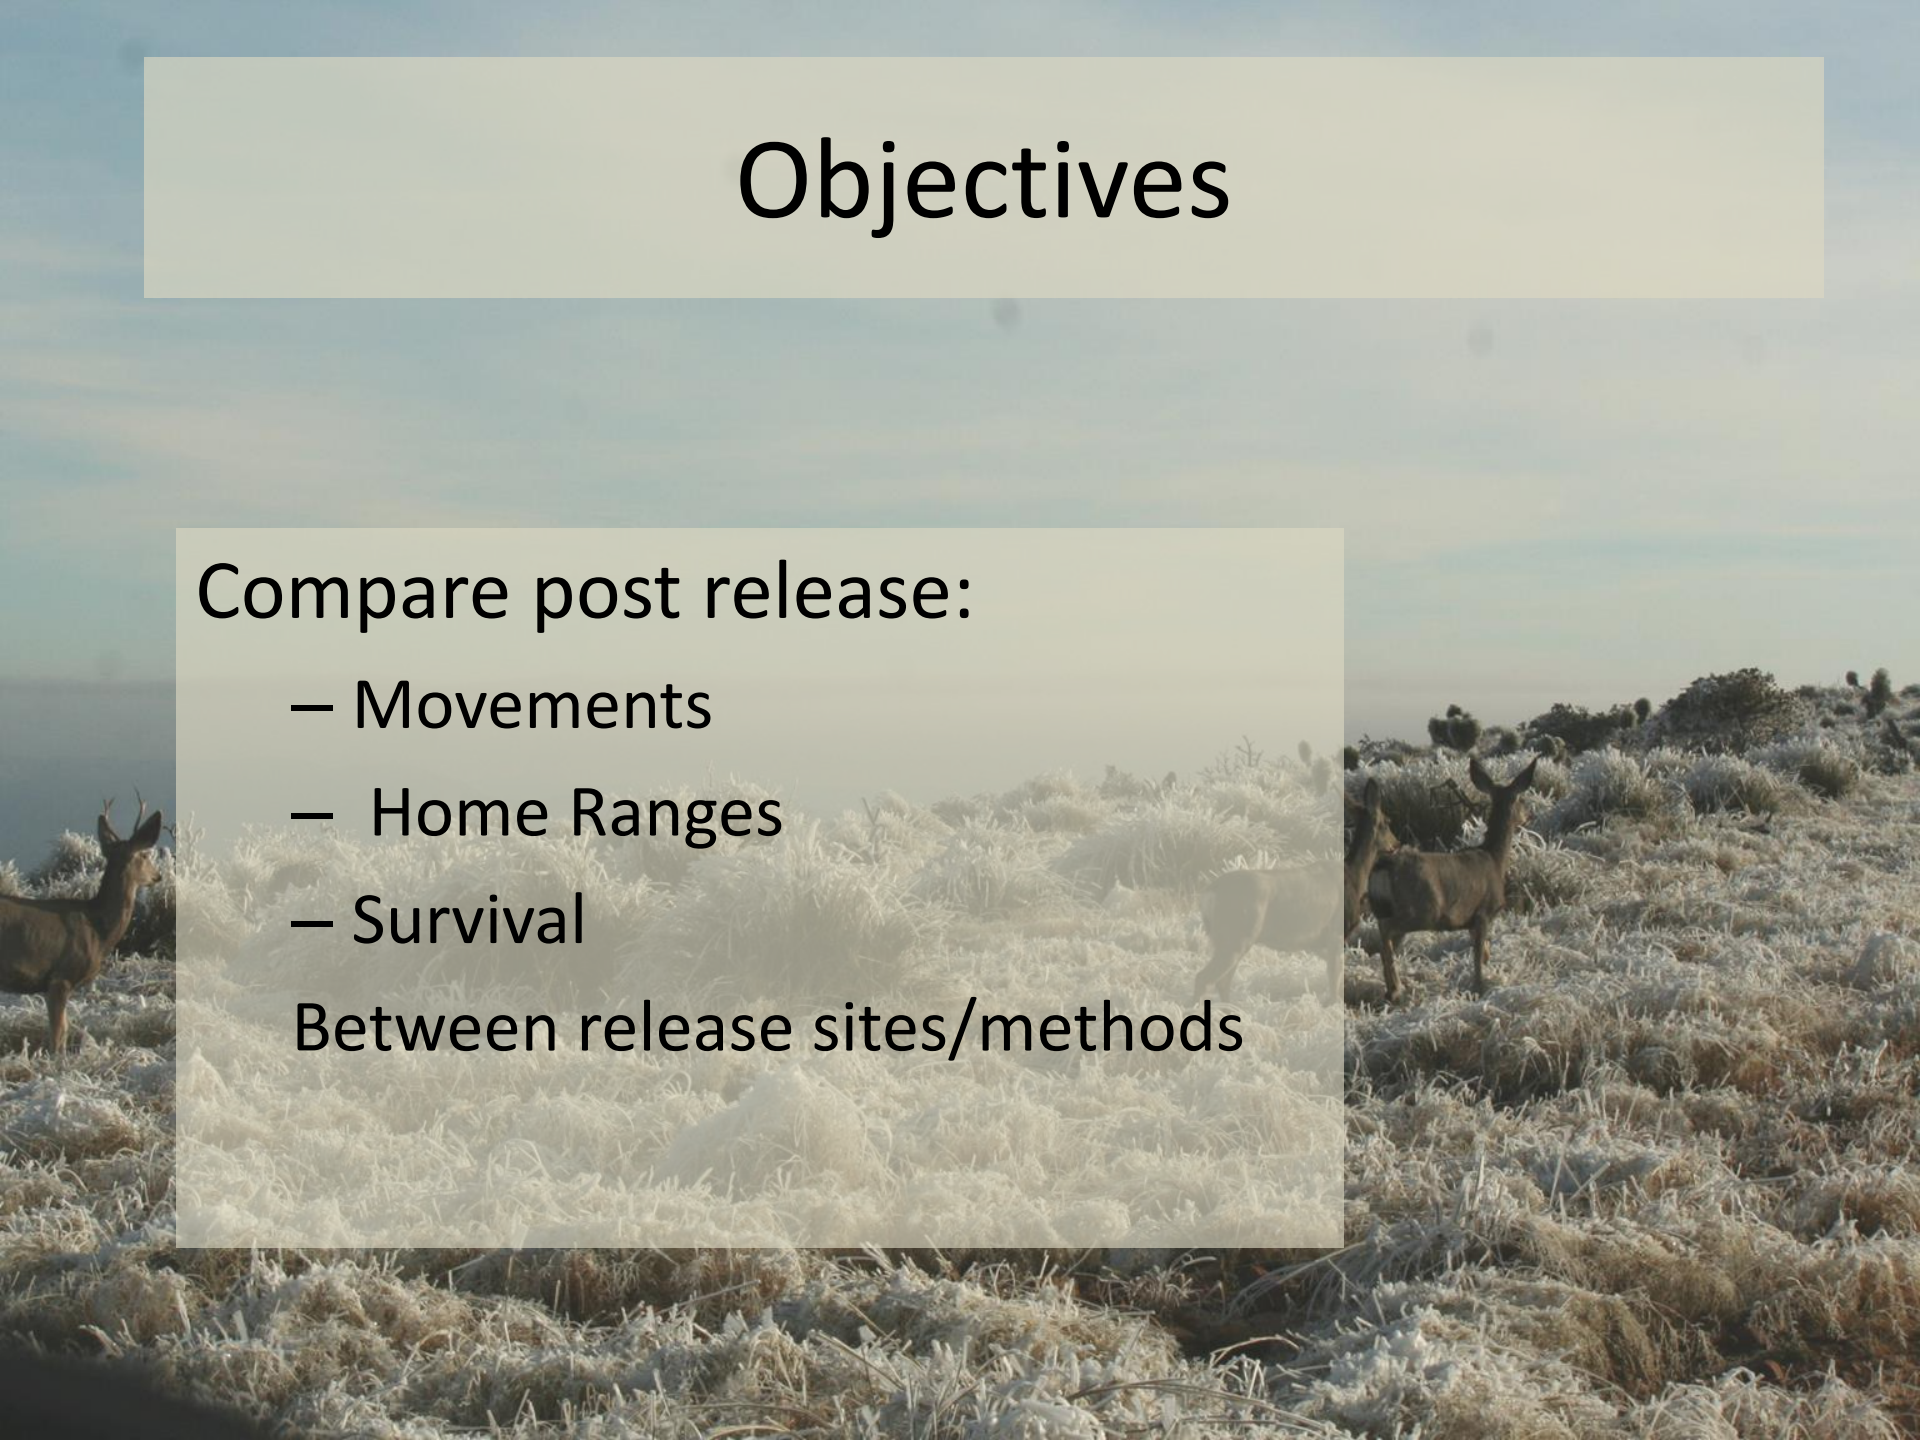 Objectives
Compare post release:
– Movements
– Home Ranges
– Survival
Between release sites/methods